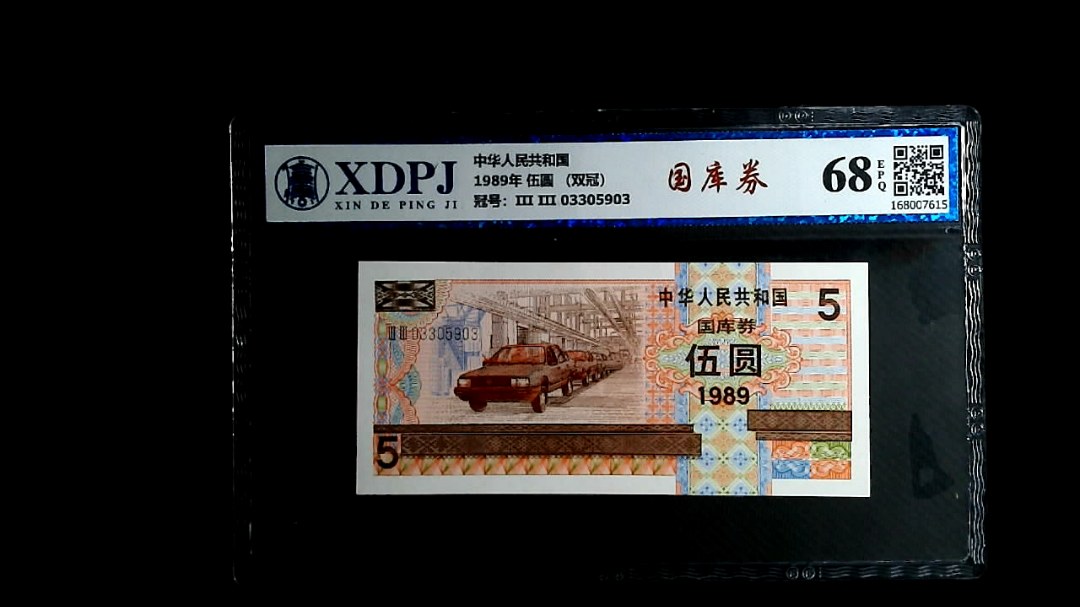 XDPJ
XIN DE PING JI
中华人民共和国
1989年 伍圆 （双冠）
冠号：III III 03305903
国库券
68
EPQ
168007615
中华人民共和国
国库券
伍圆
1989
5
III III 03305903
5